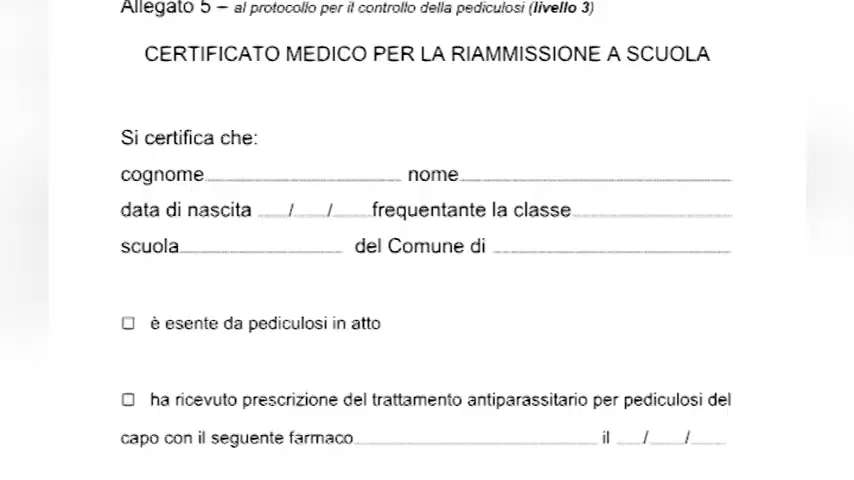 Allegato 5 – al protocollo per il controllo della pediculosi (livello 3)
CERTIFICATO MEDICO PER LA RIAMMISSIONE A SCUOLA
Si certifica che:
cognome nome
data di nascita / / frequentante la classe
scuola del Comune di
☐ è esente da pediculosi in atto
☐ ha ricevuto prescrizione del trattamento antiparassitario per pediculosi del
capo con il seguente farmaco il / /